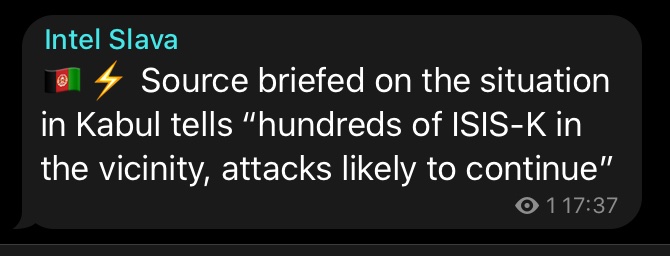 Intel Slava
🇦🇫⚡ Source briefed on the situation
in Kabul tells “hundreds of ISIS-K in
the vicinity, attacks likely to continue”
1 17:37